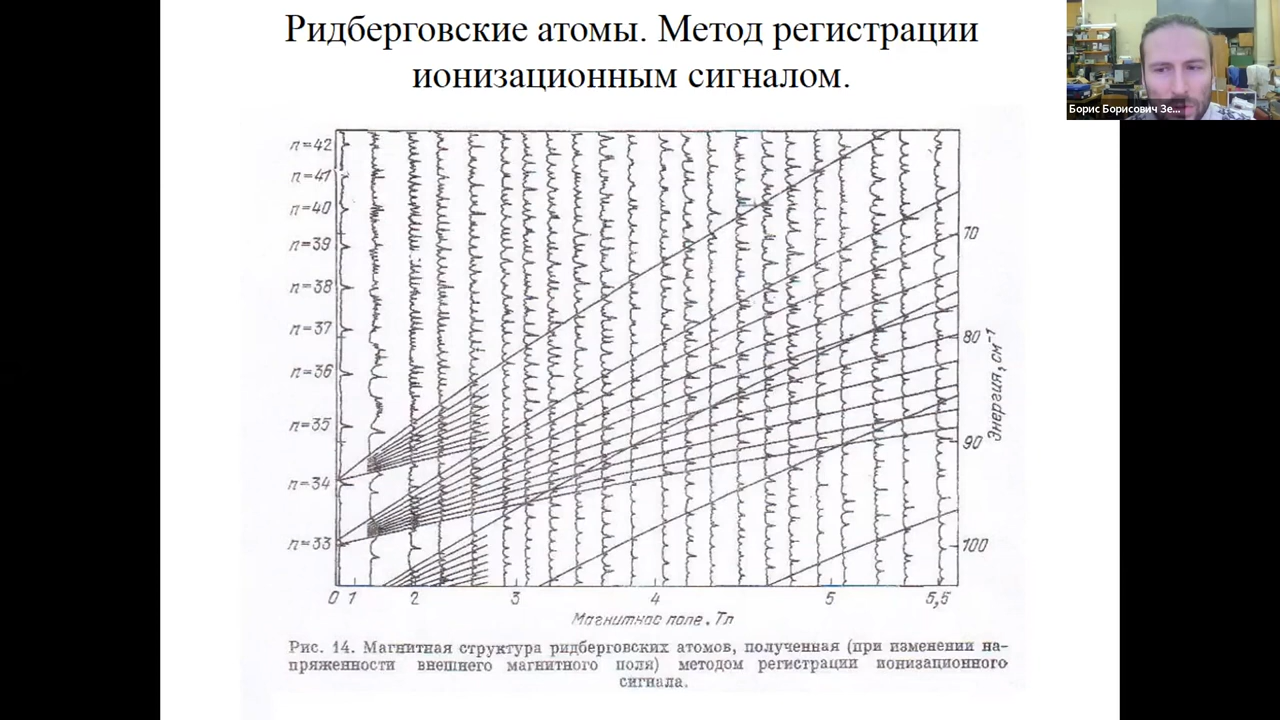 Ридберговские атомы. Метод регистрации
ионизационным сигналом.
Борис Борисович Зе...
n=42
n=41
n=40
n=39
n=38
n=37
n=36
n=35
n=34
n=33
70
80
90
100
Энергия, см⁻¹
0 1 2 3 4 5 5,5
Магнитное поле, Тл
Рис. 14. Магнитная структура ридберговских атомов, полученная (при изменении на-
пряженности внешнего магнитного поля) методом регистрации ионизационного
сигнала.